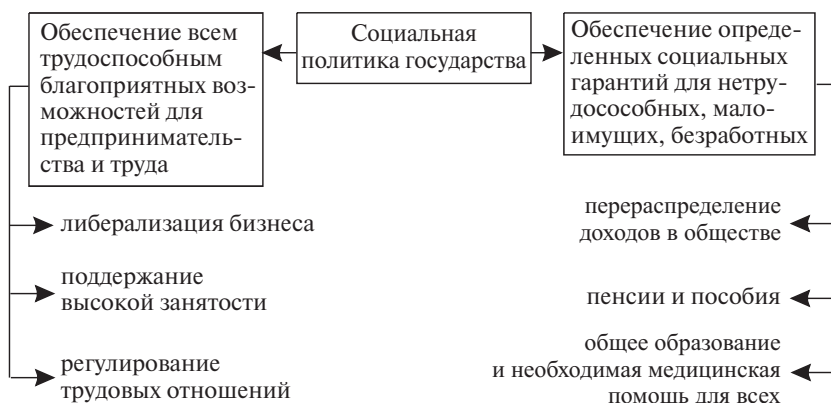 Обеспечение всем
трудоспособным
благоприятных воз-
можностей для
предприниматель-
ства и труда
Социальная
политика государства
Обеспечение опреде-
ленных социальных
гарантий для нетру-
досособных, мало-
имущих, безработных
либерализация бизнеса
поддержание
высокой занятости
регулирование
трудовых отношений
перераспределение
доходов в обществе
пенсии и пособия
общее образование
и необходимая медицинская
помощь для всех